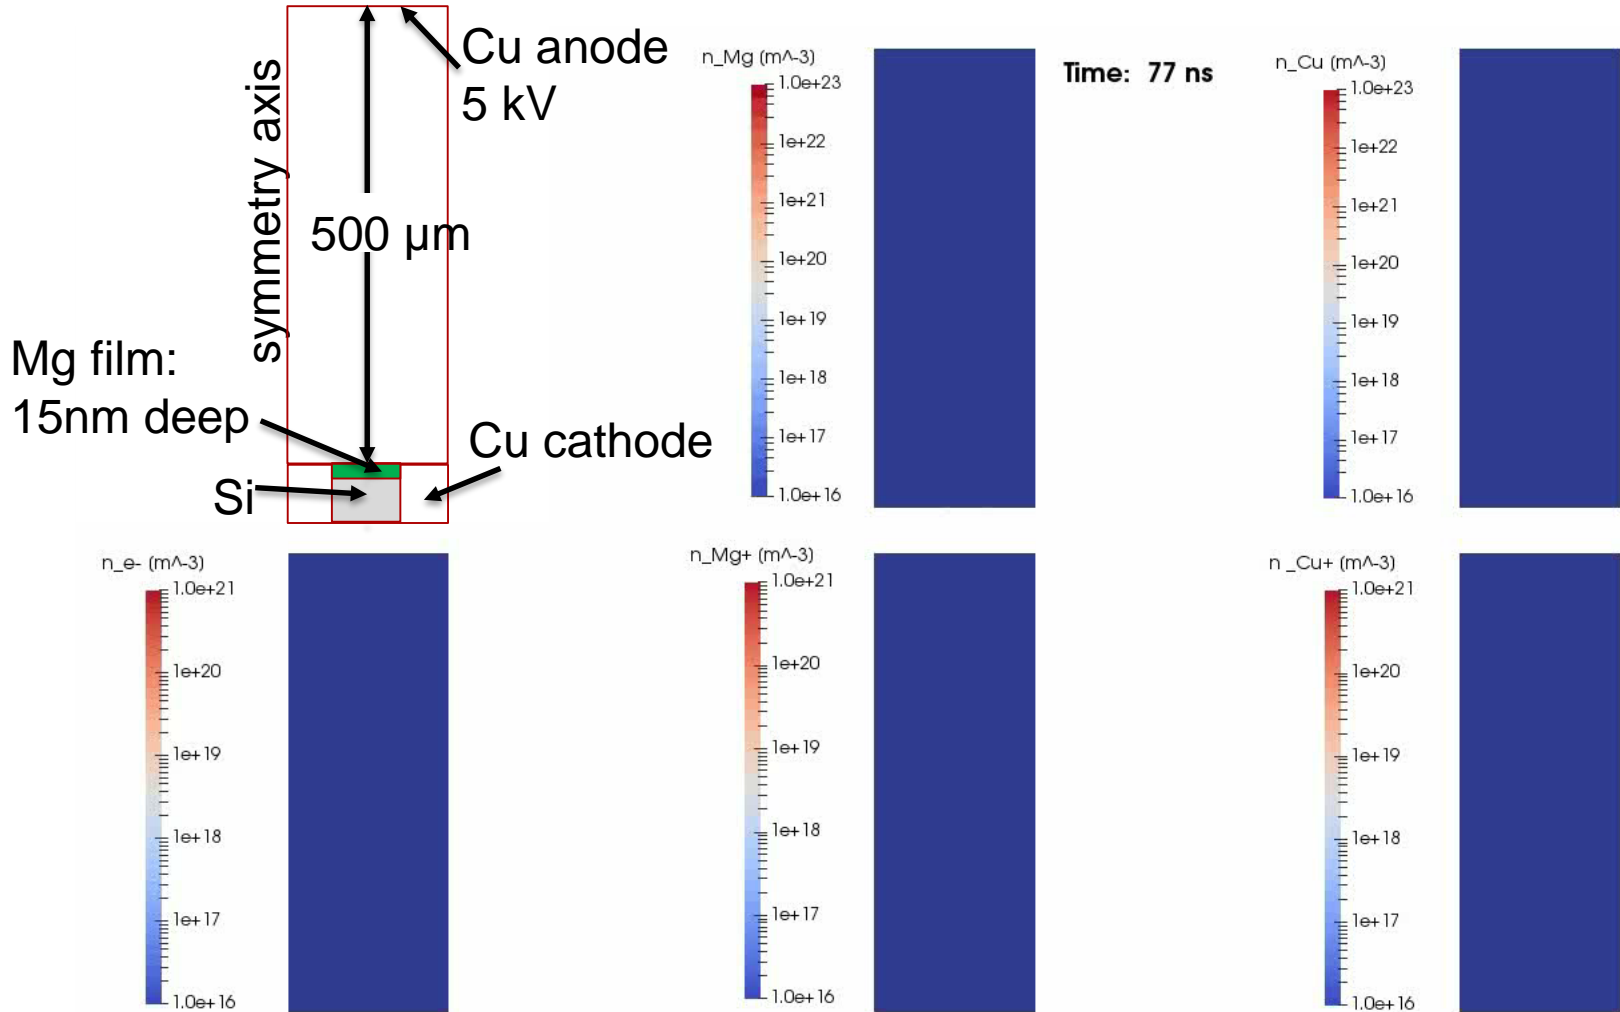 symmetry axis
Cu anode
5 kV
500 μm
Mg film:
15nm deep
Cu cathode
Si
n_Mg (m^-3)
1.0e+23
1e+22
1e+21
1e+20
1e+19
1e+18
1e+17
1.0e+16
Time: 77 ns
n_Cu (m^-3)
1.0e+23
1e+22
1e+21
1e+20
1e+19
1e+18
1e+17
1.0e+16
n_e- (m^-3)
1.0e+21
1e+20
1e+19
1e+18
1e+17
1.0e+16
n_Mg+ (m^-3)
1.0e+21
1e+20
1e+19
1e+18
1e+17
1.0e+16
n _Cu+ (m^-3)
1.0e+21
1e+20
1e+19
1e+18
1e+17
1.0e+16